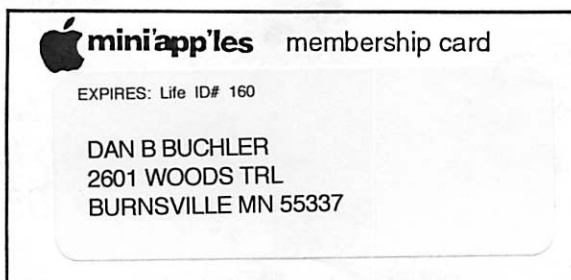 mini'app'les membership card
EXPIRES: Life ID# 160
DAN B BUCHLER
2601 WOODS TRL
BURNSVILLE MN 55337